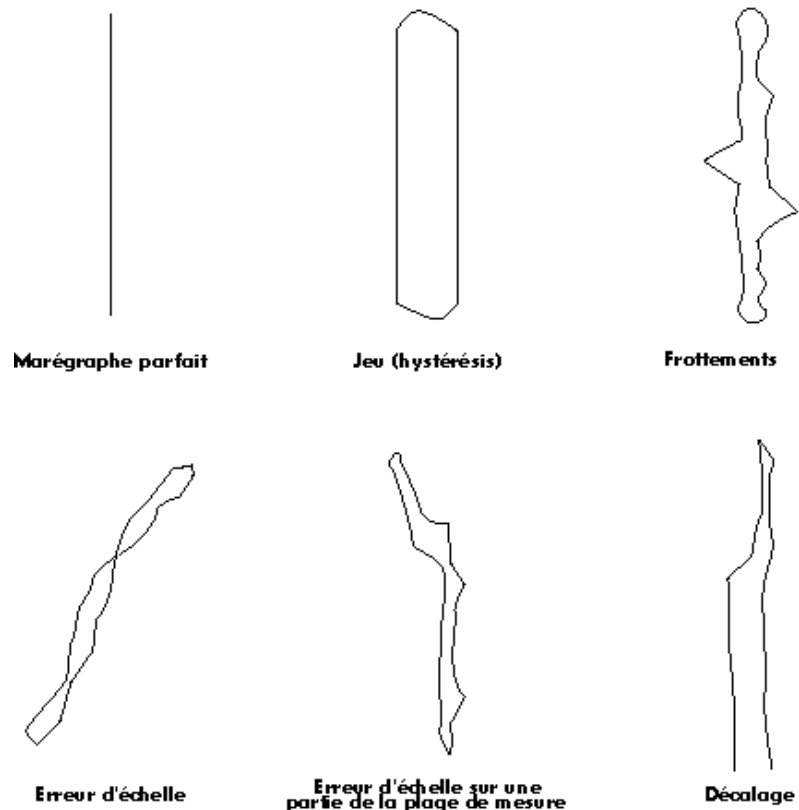 Marégraphe parfait
Jeu (hystérésis)
Frottements
Erreur d'échelle
Erreur d'échelle sur une
partie de la plage de mesure
Décalage